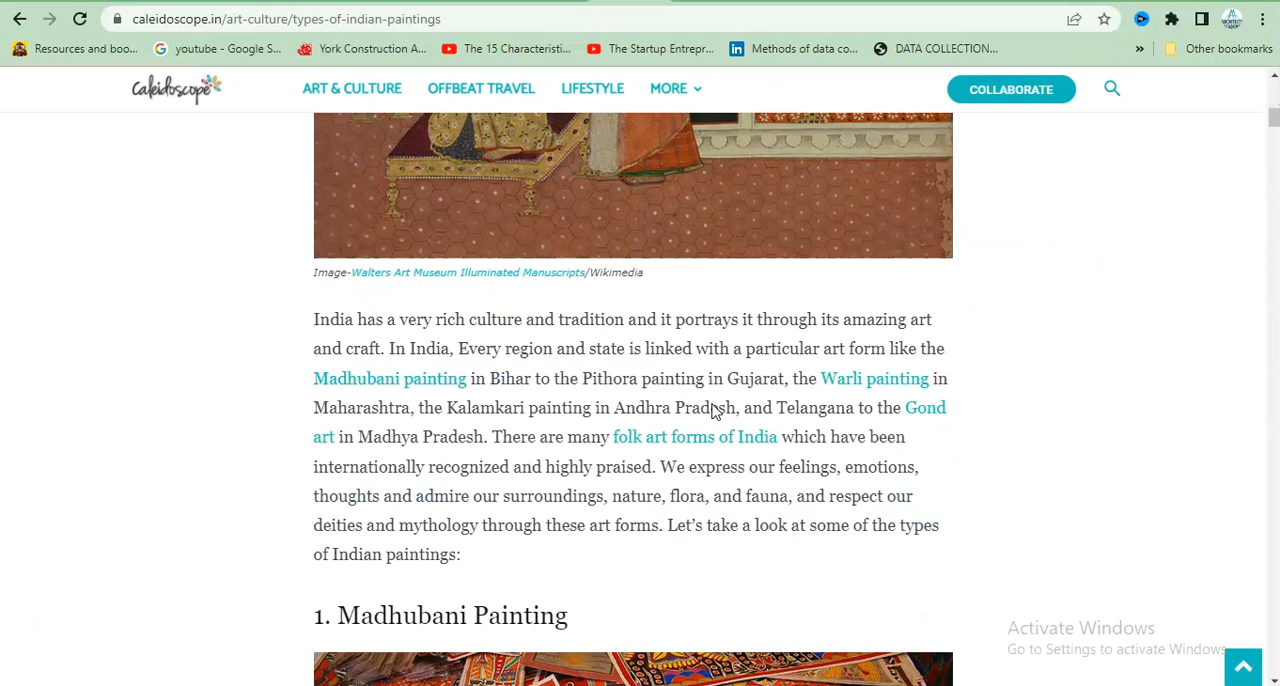 caleidoscope.in/art-culture/types-of-indian-paintings
Resources and boo...
youtube - Google S...
York Construction A...
The 15 Characteristi...
The Startup Entrepr...
Methods of data co...
DATA COLLECTION...
»
Other bookmarks
Caleidoscope
ART & CULTURE
OFFBEAT TRAVEL
LIFESTYLE
MORE
COLLABORATE
Image-Walters Art Museum Illuminated Manuscripts/Wikimedia
India has a very rich culture and tradition and it portrays it through its amazing art
and craft. In India, Every region and state is linked with a particular art form like the
Madhubani painting in Bihar to the Pithora painting in Gujarat, the Warli painting in
Maharashtra, the Kalamkari painting in Andhra Pradesh, and Telangana to the Gond
art in Madhya Pradesh. There are many folk art forms of India which have been
internationally recognized and highly praised. We express our feelings, emotions,
thoughts and admire our surroundings, nature, flora, and fauna, and respect our
deities and mythology through these art forms. Let’s take a look at some of the types
of Indian paintings:
1. Madhubani Painting
Activate Windows
Go to Settings to activate Windows.